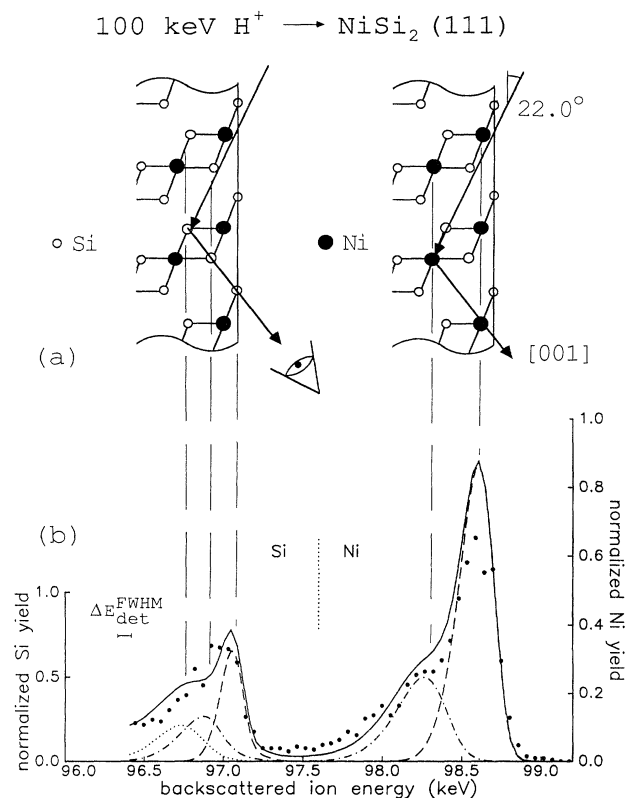 100 keV H⁺ → NiSi₂ (111)
22.0°
Si
Ni
(a)
[001]
(b)
Si Ni
ΔE_det^FWHM
normalized Si yield
1.0
0.5
0.0
normalized Ni yield
1.0
0.8
0.6
0.4
0.2
0.0
96.0 96.5 97.0 97.5 98.0 98.5 99.0
backscattered ion energy (keV)